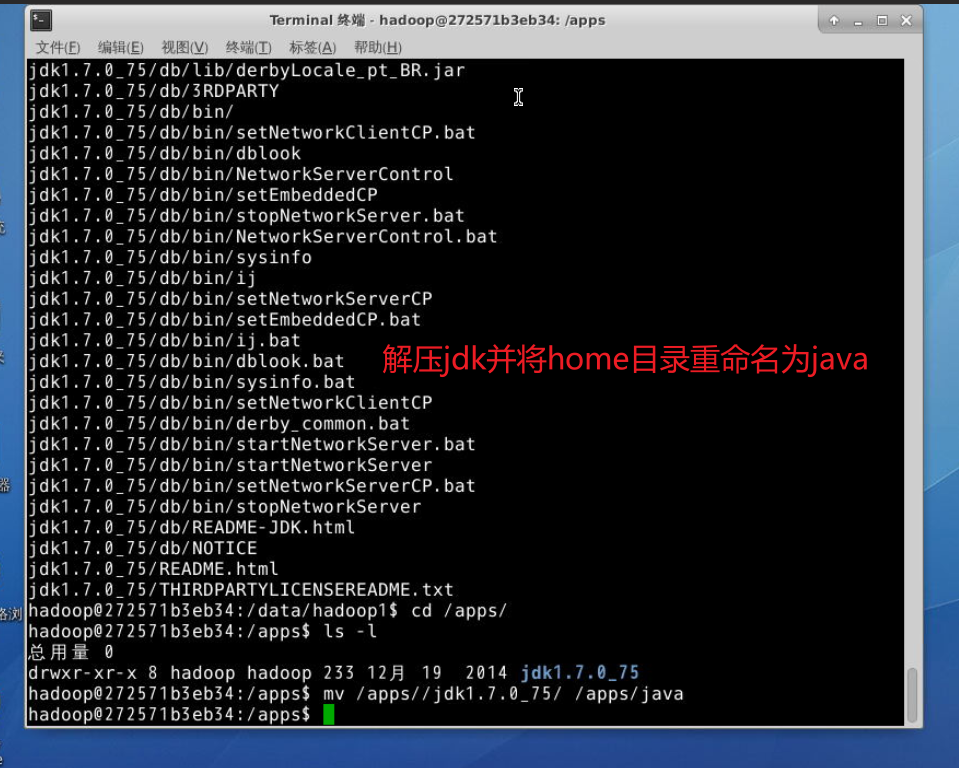 Terminal 终端 - hadoop@272571b3eb34: /apps
文件(F) 编辑(E) 视图(V) 终端(T) 标签(A) 帮助(H)
jdk1.7.0_75/db/lib/derbyLocale_pt_BR.jar
jdk1.7.0_75/db/3RDPARTY
jdk1.7.0_75/db/bin/
jdk1.7.0_75/db/bin/setNetworkClientCP.bat
jdk1.7.0_75/db/bin/dblook
jdk1.7.0_75/db/bin/NetworkServerControl
jdk1.7.0_75/db/bin/setEmbeddedCP
jdk1.7.0_75/db/bin/stopNetworkServer.bat
jdk1.7.0_75/db/bin/NetworkServerControl.bat
jdk1.7.0_75/db/bin/sysinfo
jdk1.7.0_75/db/bin/ij
jdk1.7.0_75/db/bin/setNetworkServerCP
jdk1.7.0_75/db/bin/setEmbeddedCP.bat
jdk1.7.0_75/db/bin/ij.bat
jdk1.7.0_75/db/bin/dblook.bat
解压jdk并将home目录重命名为java
jdk1.7.0_75/db/bin/sysinfo.bat
jdk1.7.0_75/db/bin/setNetworkClientCP
jdk1.7.0_75/db/bin/derby_common.bat
jdk1.7.0_75/db/bin/startNetworkServer.bat
jdk1.7.0_75/db/bin/startNetworkServer
jdk1.7.0_75/db/bin/setNetworkServerCP.bat
jdk1.7.0_75/db/bin/stopNetworkServer
jdk1.7.0_75/db/README-JDK.html
jdk1.7.0_75/db/NOTICE
jdk1.7.0_75/README.html
jdk1.7.0_75/THIRDPARTYLICENSEREADME.txt
hadoop@272571b3eb34:/data/hadoop1$ cd /apps/
hadoop@272571b3eb34:/apps$ ls -l
总用量 0
drwxr-xr-x 8 hadoop hadoop 233 12月 19  2014 jdk1.7.0_75
hadoop@272571b3eb34:/apps$ mv /apps//jdk1.7.0_75/ /apps/java
hadoop@272571b3eb34:/apps$